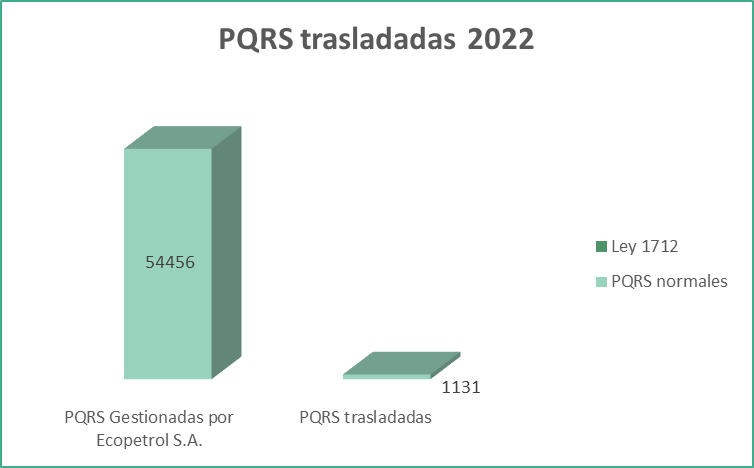 PQRS trasladadas 2022
54456
1131
PQRS Gestionadas por
Ecopetrol S.A.
PQRS trasladadas
Ley 1712
PQRS normales